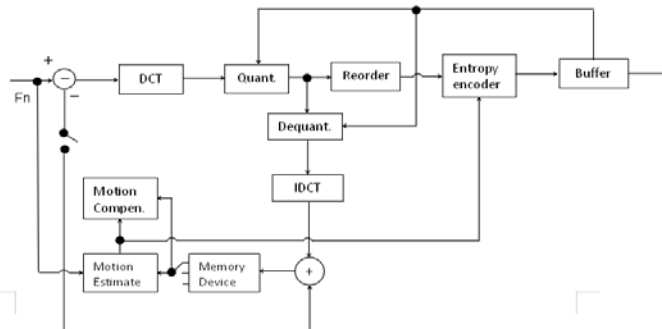 +
−
−
Fn
DCT
Quant.
Reorder
Entropy
encoder
Buffer
Dequant.
IDCT
Motion
Compen.
Motion
Estimate
Memory
Device
+